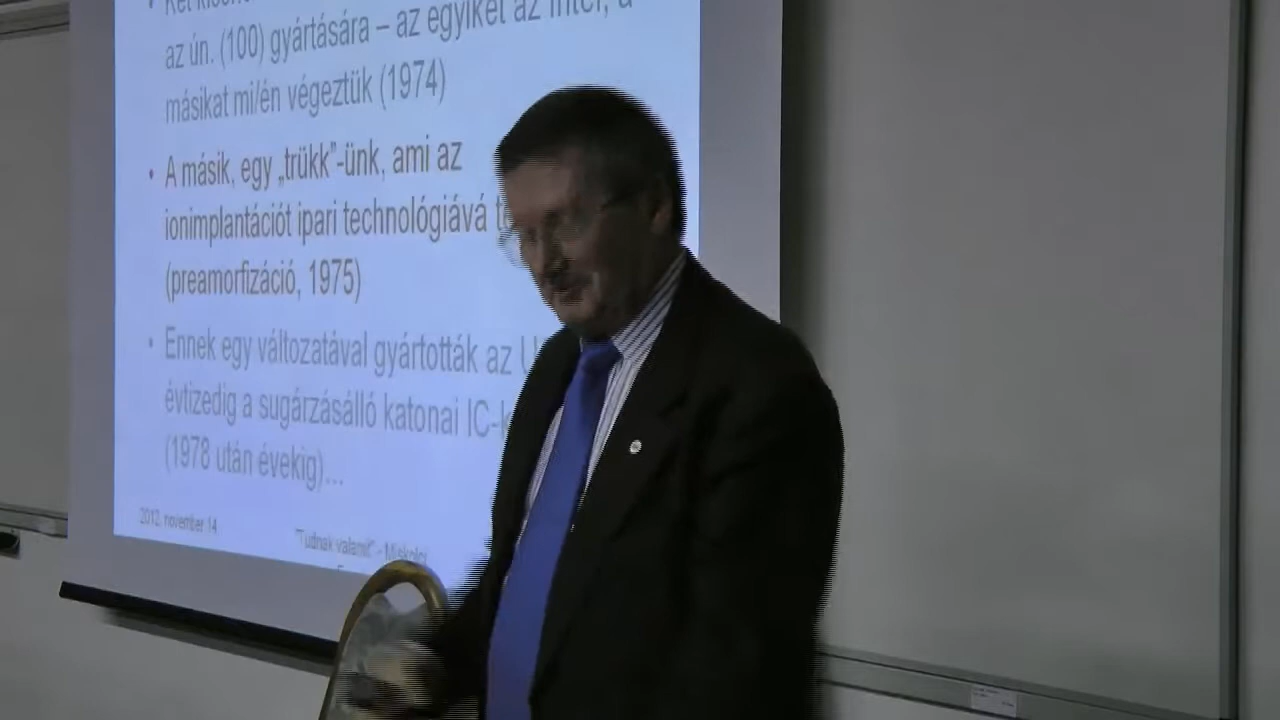 az ún. (100) gyártására – az egyiket az Intel, a
másikat mi/én végeztük (1974)
• A másik, egy „trükk”-ünk, ami az
ionimplantációt ipari technológiává
(preamorfizáció, 1975)
• Ennek egy változatával gyártották az
évtizedig a sugárzásálló katonai
(1978 után évekig)...
2012. november 14
"Tudnak valamit" - Miskolci